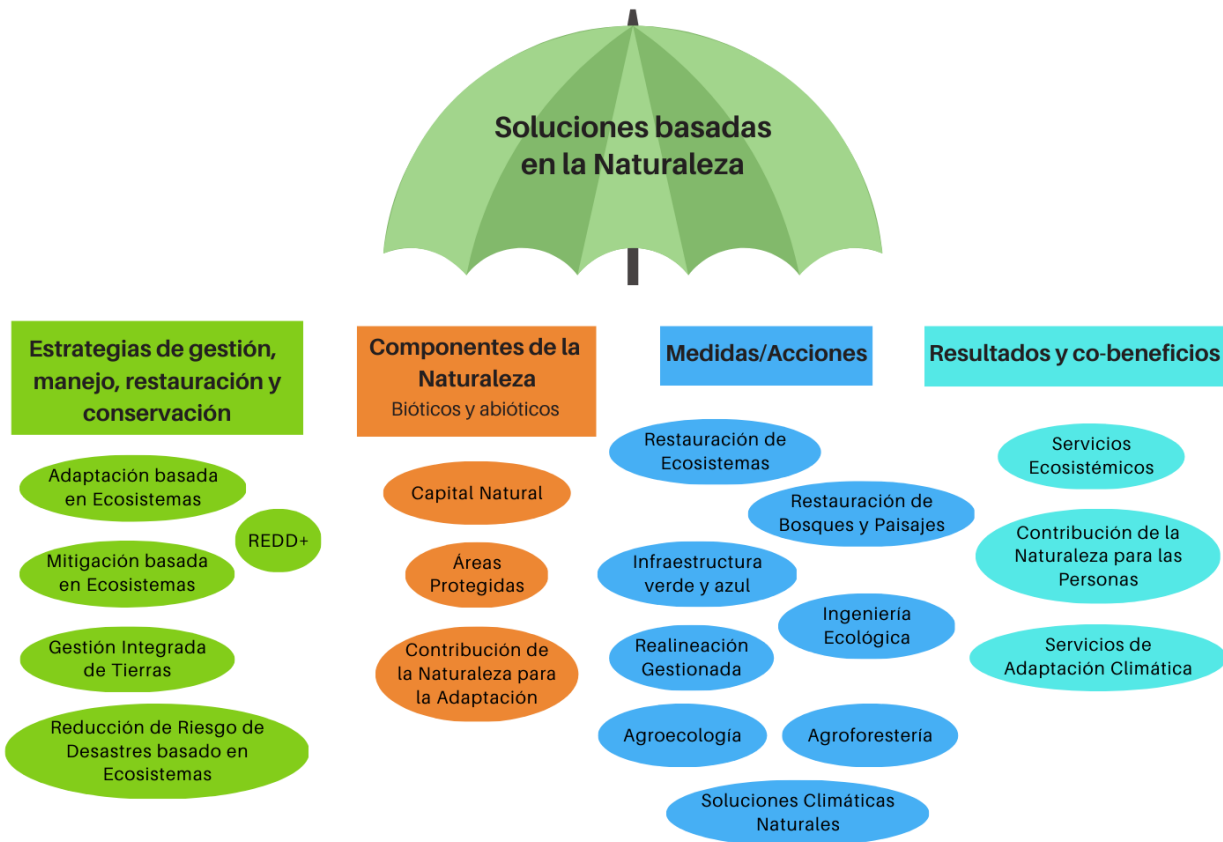 Soluciones basadas
en la Naturaleza
Estrategias de gestión,
manejo, restauración y
conservación
Adaptación basada
en Ecosistemas
REDD+
Mitigación basada
en Ecosistemas
Gestión Integrada
de Tierras
Reducción de Riesgo de
Desastres basado en
Ecosistemas
Componentes de la
Naturaleza
Bióticos y abióticos
Capital Natural
Áreas
Protegidas
Contribución de
la Naturaleza para
la Adaptación
Medidas/Acciones
Restauración de
Ecosistemas
Restauración de
Bosques y Paisajes
Infraestructura
verde y azul
Ingeniería
Ecológica
Realineación
Gestionada
Agroecología
Agroforestería
Soluciones Climáticas
Naturales
Resultados y co-beneficios
Servicios
Ecosistémicos
Contribución de la
Naturaleza para las
Personas
Servicios de
Adaptación Climática